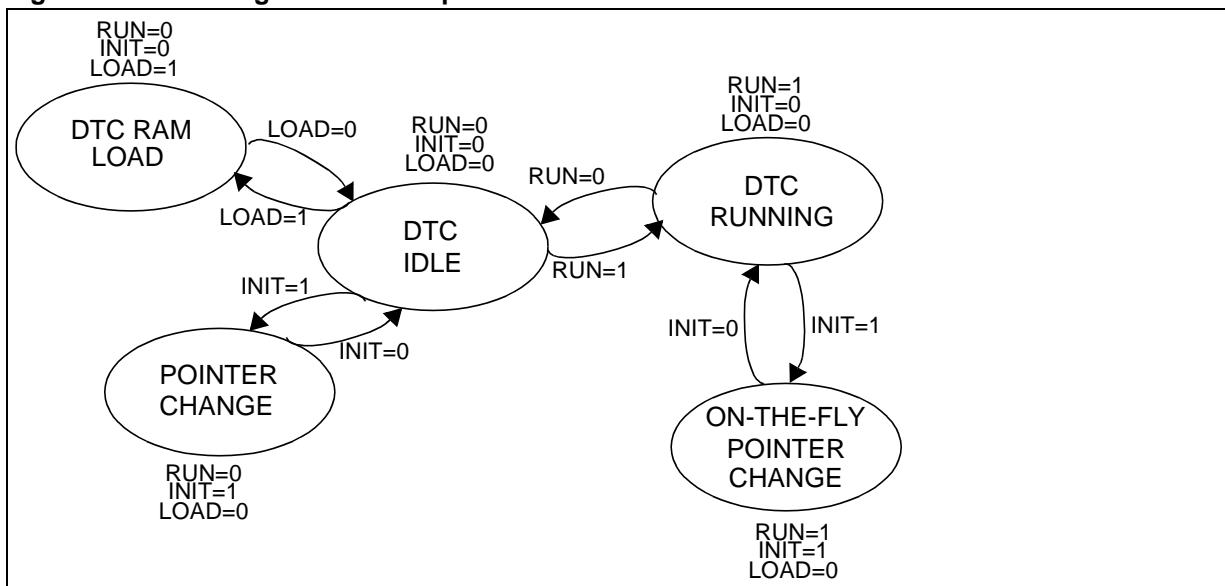 RUN=0
INIT=0
LOAD=1
DTC RAM
LOAD
LOAD=0
LOAD=1
RUN=0
INIT=0
LOAD=0
DTC
IDLE
RUN=0
RUN=1
RUN=1
INIT=0
LOAD=0
DTC
RUNNING
INIT=1
INIT=0
POINTER
CHANGE
RUN=0
INIT=1
LOAD=0
INIT=0
INIT=1
ON-THE-FLY
POINTER
CHANGE
RUN=1
INIT=1
LOAD=0